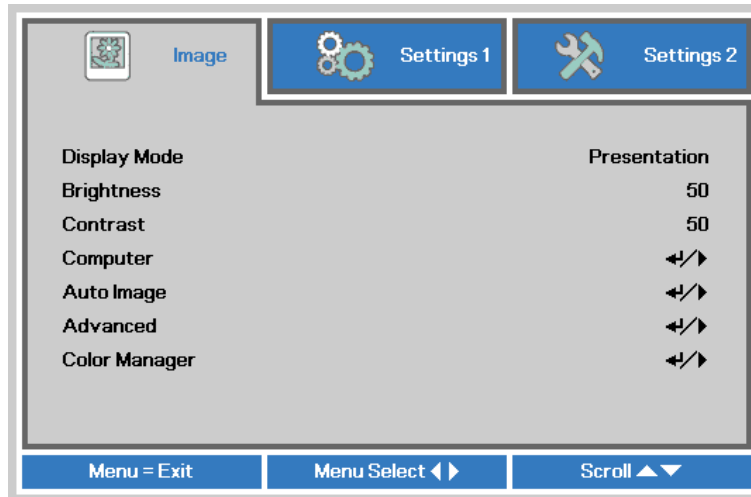 Image
Settings 1
Settings 2
Display Mode Presentation
Brightness 50
Contrast 50
Computer
Auto Image
Advanced
Color Manager
Menu = Exit
Menu Select
Scroll